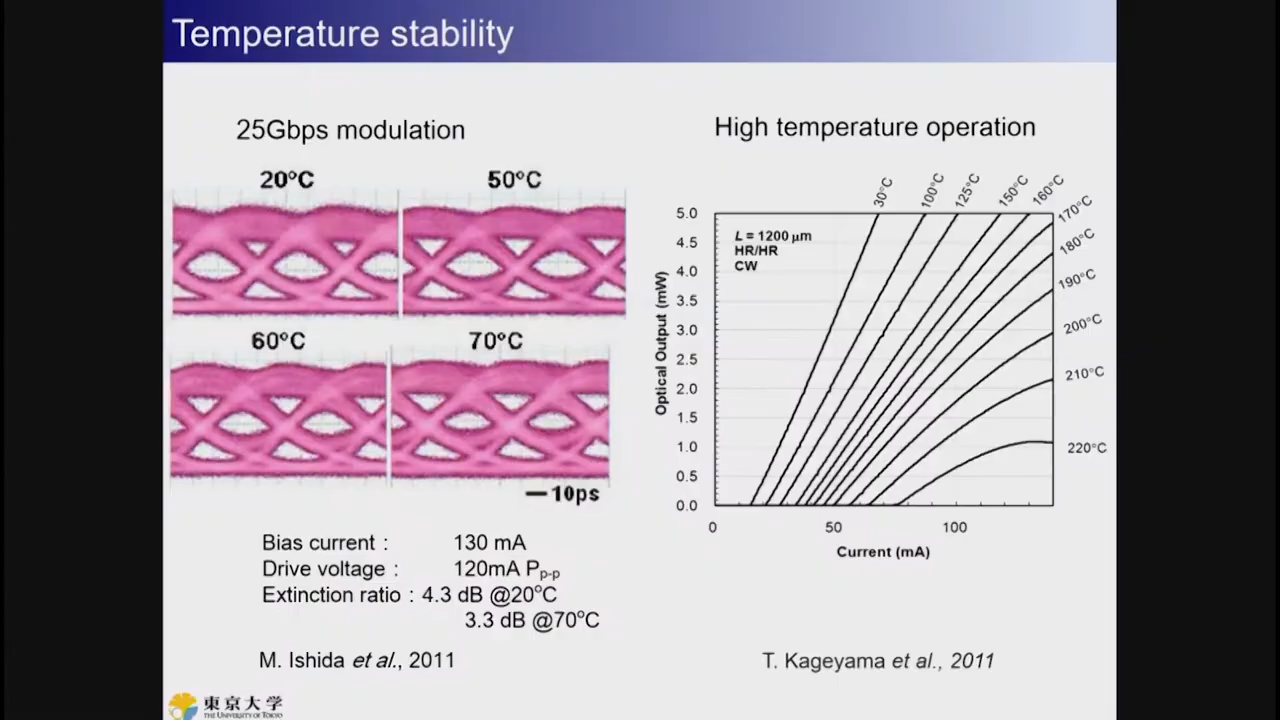 Temperature stability
25Gbps modulation
20°C
50°C
60°C
70°C
10ps
Bias current : 130 mA
Drive voltage : 120mA Pp-p
Extinction ratio : 4.3 dB @20°C
3.3 dB @70°C
M. Ishida et al., 2011
High temperature operation
30°C
100°C
125°C
150°C
160°C
170°C
180°C
190°C
200°C
210°C
220°C
L = 1200 μm
HR/HR
CW
Optical Output (mW)
5.0
4.5
4.0
3.5
3.0
2.5
2.0
1.5
1.0
0.5
0.0
0 50 100
Current (mA)
T. Kageyama et al., 2011
東京大学
THE UNIVERSITY OF TOKYO